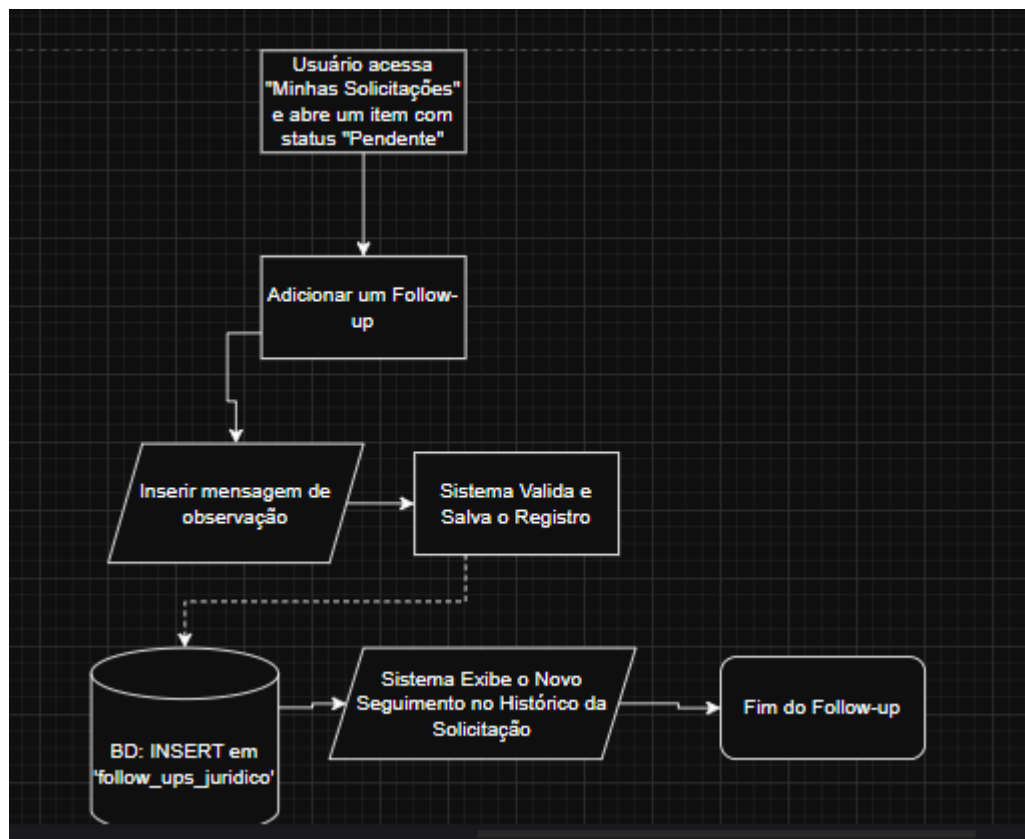 Usuário acessa
"Minhas Solicitações"
e abre um item com
status "Pendente"
Adicionar um Follow-
up
Inserir mensagem de
observação
Sistema Valida e
Salva o Registro
BD: INSERT em
'follow_ups_juridico'
Sistema Exibe o Novo
Seguimento no Histórico da
Solicitação
Fim do Follow-up